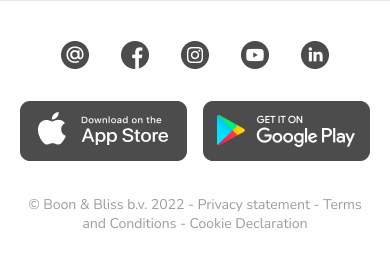 Download on the
App Store
GET IT ON
Google Play
© Boon & Bliss b.v. 2022 - Privacy statement - Terms
and Conditions - Cookie Declaration